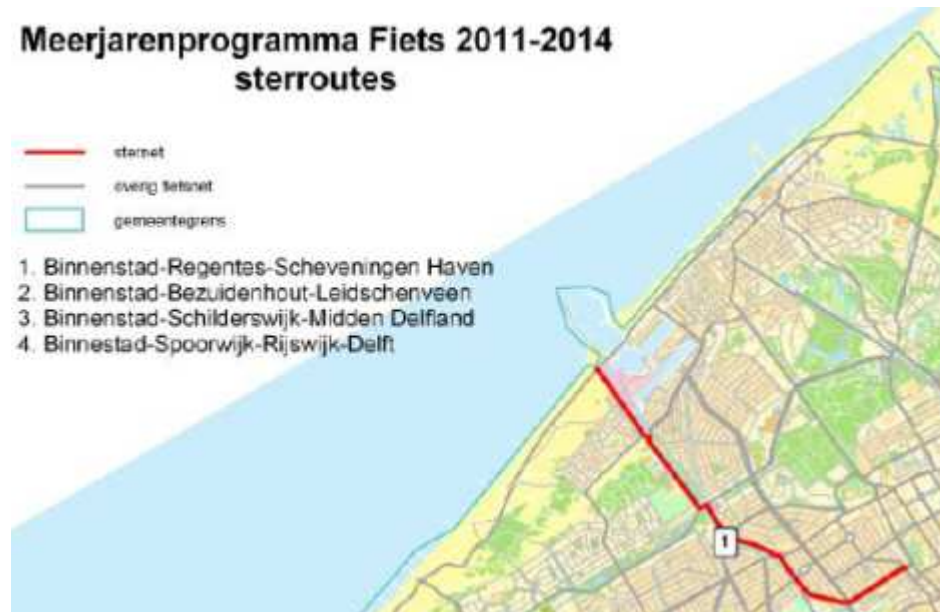 Meerjarenprogramma Fiets 2011-2014
sterroutes
sternet
overig fietsnet
gemeentegrens
1. Binnenstad-Regentes-Scheveningen Haven
2. Binnenstad-Bezuidenhout-Leidschenveen
3. Binnenstad-Schilderswijk-Midden Delfland
4. Binnestad-Spoorwijk-Rijswijk-Delft
1